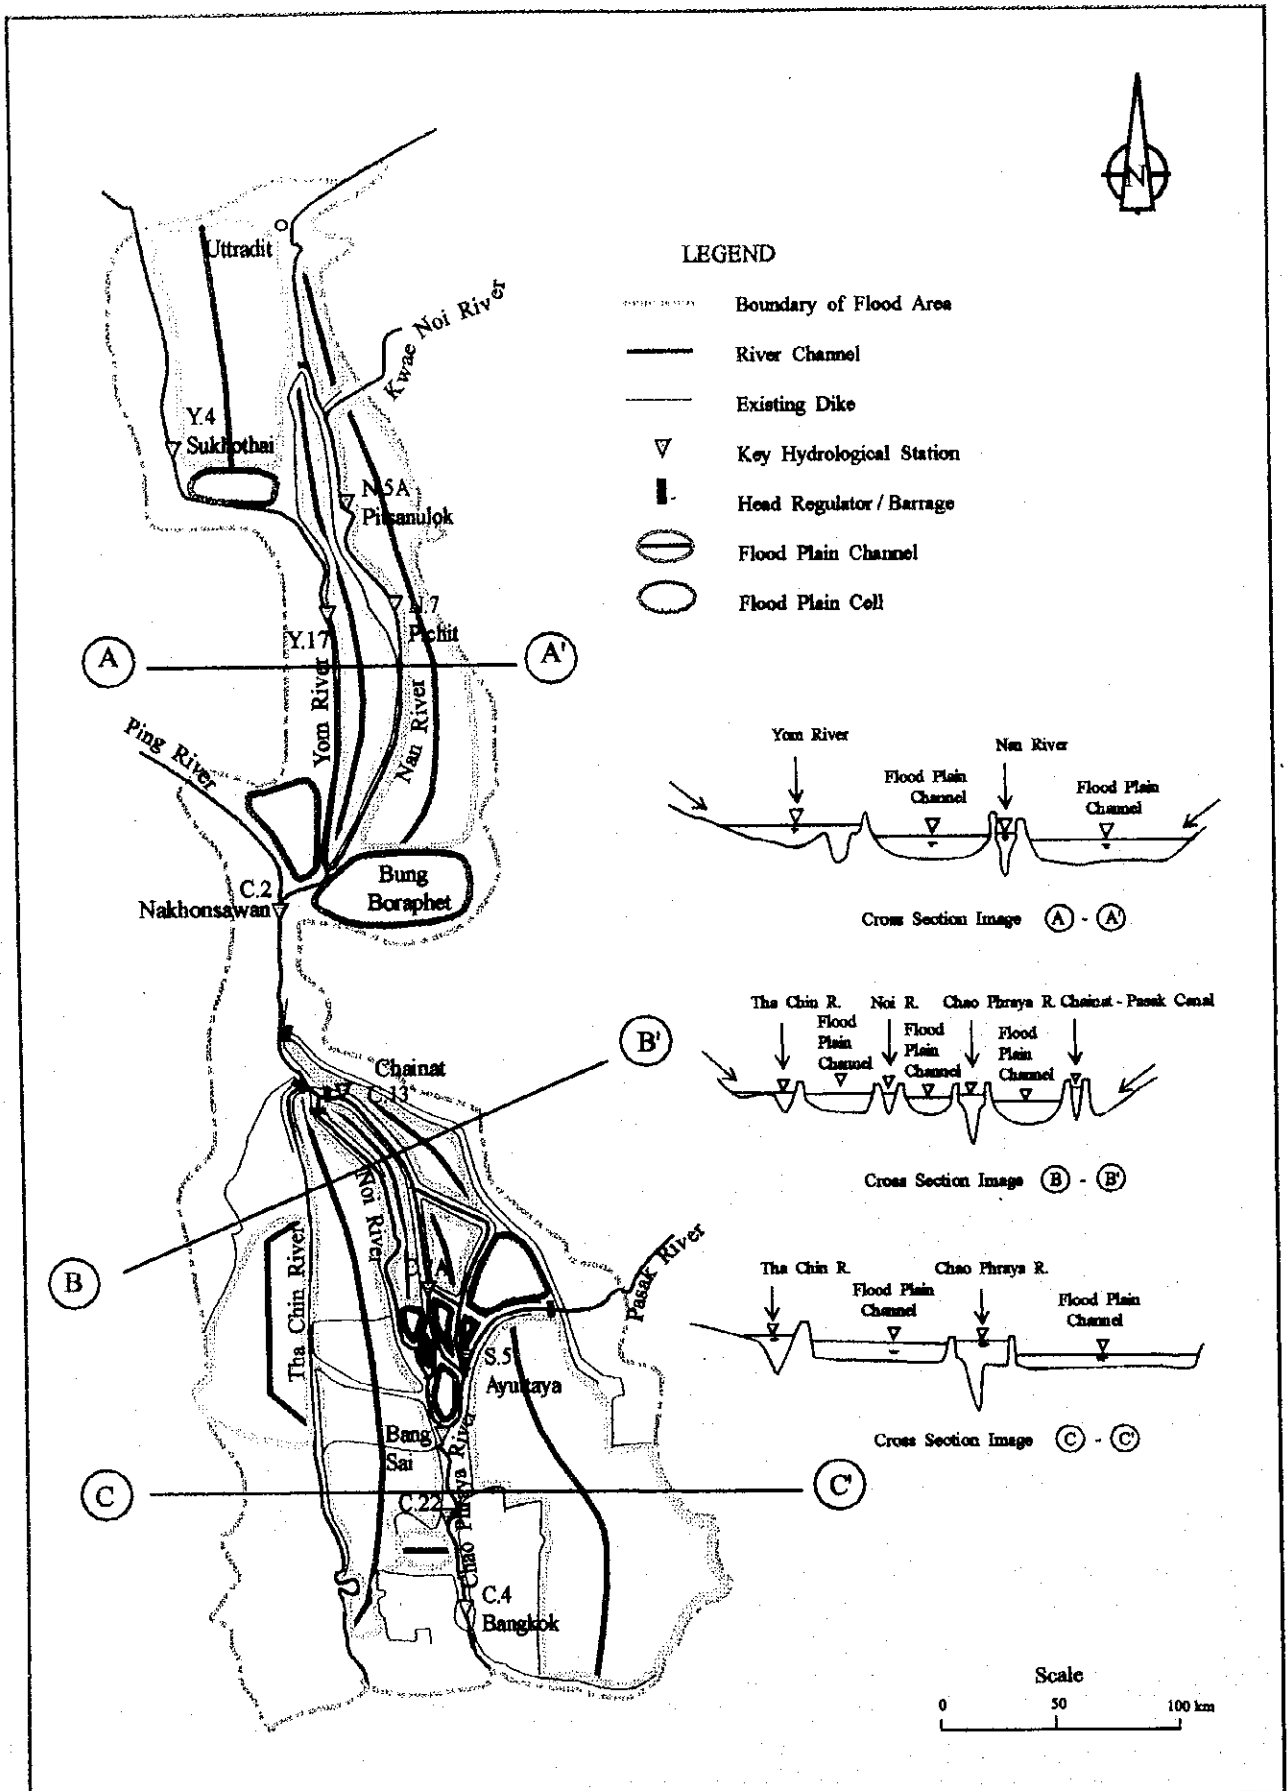 N
LEGEND
Boundary of Flood Area
River Channel
Existing Dike
Key Hydrological Station
Head Regulator / Barrage
Flood Plain Channel
Flood Plain Cell
Uttradit
Kwae Noi River
Y.4
Sukhothai
N.5A
Pitsanulok
N.7
Pichit
Y.17
A
A'
Yom River
Nan River
Ping River
Bung
Boraphet
C.2
Nakhonsawan
Yom River
Nan River
Flood Plain
Channel
Flood Plain
Channel
Cross Section Image A - A'
Chainat
C.13
B'
B
Noi River
Tha Chin River
Pasak River
Tha Chin R. Noi R. Chao Phraya R. Chainat - Pasak Canal
Flood
Plain
Channel
Flood
Plain
Channel
Flood
Plain
Channel
Cross Section Image B - B'
S.5
Ayuttaya
Bang
Sai
Chao Phraya River
C
C'
C.22
C.4
Bangkok
Tha Chin R.
Chao Phraya R.
Flood Plain
Channel
Flood Plain
Channel
Cross Section Image C - C'
Scale
0 50 100 km